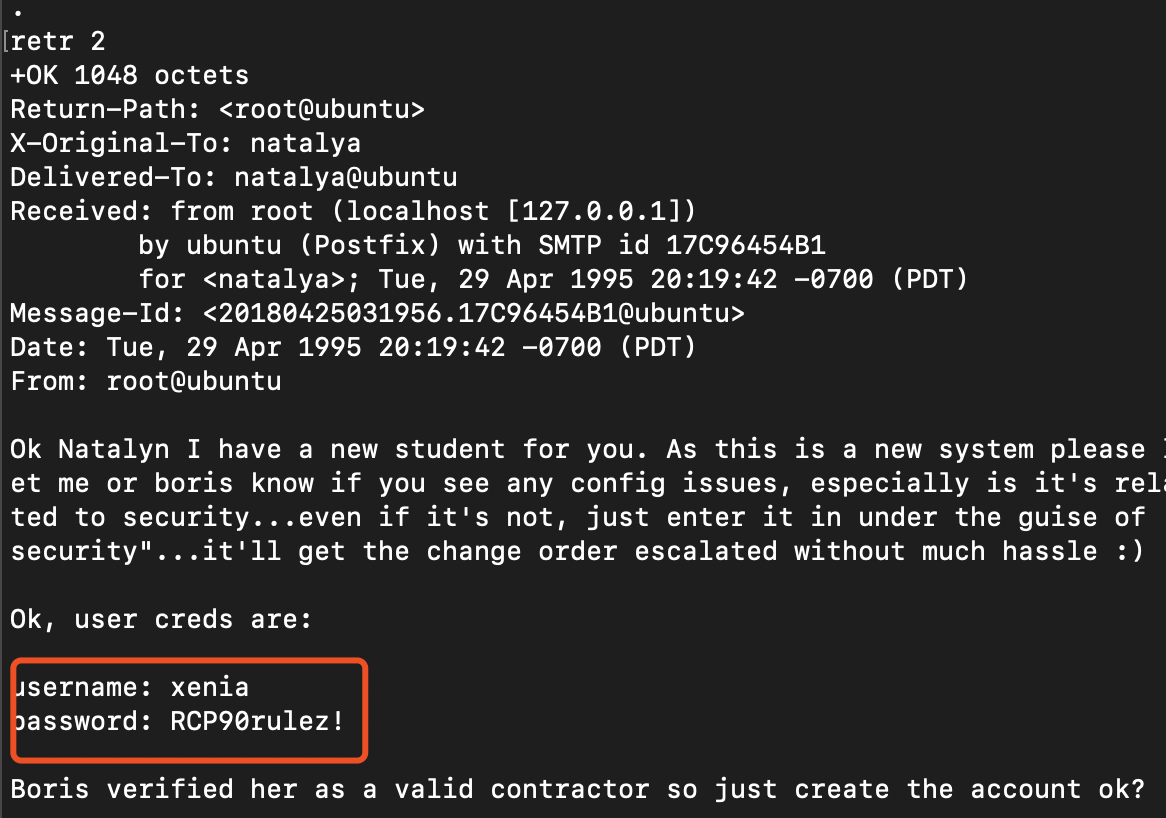 .
retr 2
+OK 1048 octets
Return-Path: <root@ubuntu>
X-Original-To: natalya
Delivered-To: natalya@ubuntu
Received: from root (localhost [127.0.0.1])
        by ubuntu (Postfix) with SMTP id 17C96454B1
        for <natalya>; Tue, 29 Apr 1995 20:19:42 -0700 (PDT)
Message-Id: <20180425031956.17C96454B1@ubuntu>
Date: Tue, 29 Apr 1995 20:19:42 -0700 (PDT)
From: root@ubuntu

Ok Natalyn I have a new student for you. As this is a new system please l
et me or boris know if you see any config issues, especially is it's rela
ted to security...even if it's not, just enter it in under the guise of
security"...it'll get the change order escalated without much hassle :)

Ok, user creds are:

username: xenia
password: RCP90rulez!

Boris verified her as a valid contractor so just create the account ok?